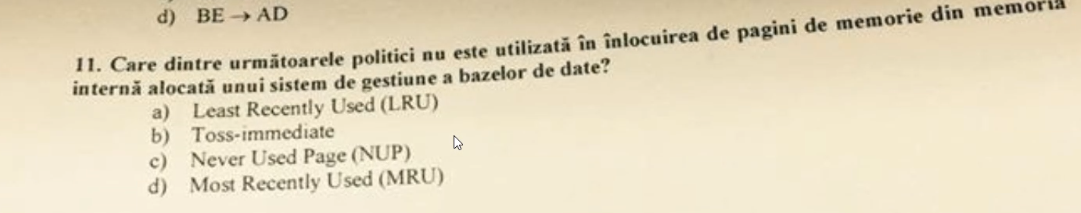 d) BE → AD
11. Care dintre următoarele politici nu este utilizată în înlocuirea de pagini de memorie din memoria
internă alocată unui sistem de gestiune a bazelor de date?
a) Least Recently Used (LRU)
b) Toss-immediate
c) Never Used Page (NUP)
d) Most Recently Used (MRU)